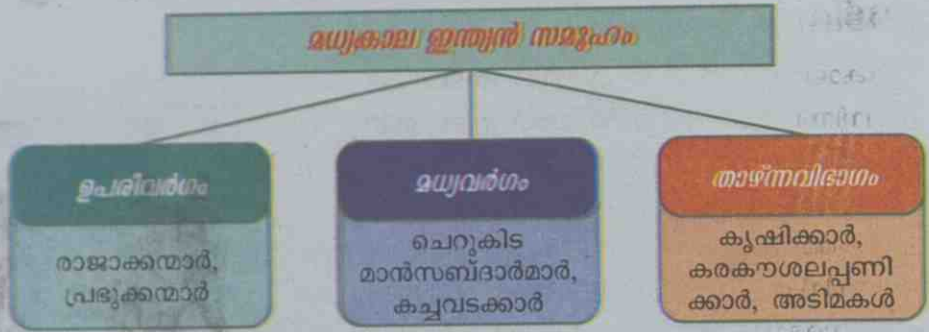 മധ്യകാല ഇന്ത്യൻ സമൂഹം
ഉപരിവർഗം
രാജാക്കന്മാർ,
പ്രഭുക്കന്മാർ
മധ്യവർഗം
ചെറുകിട
മാൻസബ്ദാർമാർ,
കച്ചവടക്കാർ
താഴ്ന്നവിഭാഗം
കൃഷിക്കാർ,
കരകൗശലപ്പണി
ക്കാർ, അടിമകൾ